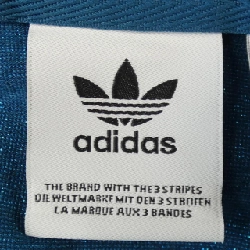 adidas
THE BRAND WITH THE 3 STRIPES
DIE WELTMARKE MIT DEN 3 STREIFEN
LA MARQUE AUX 3 BANDES